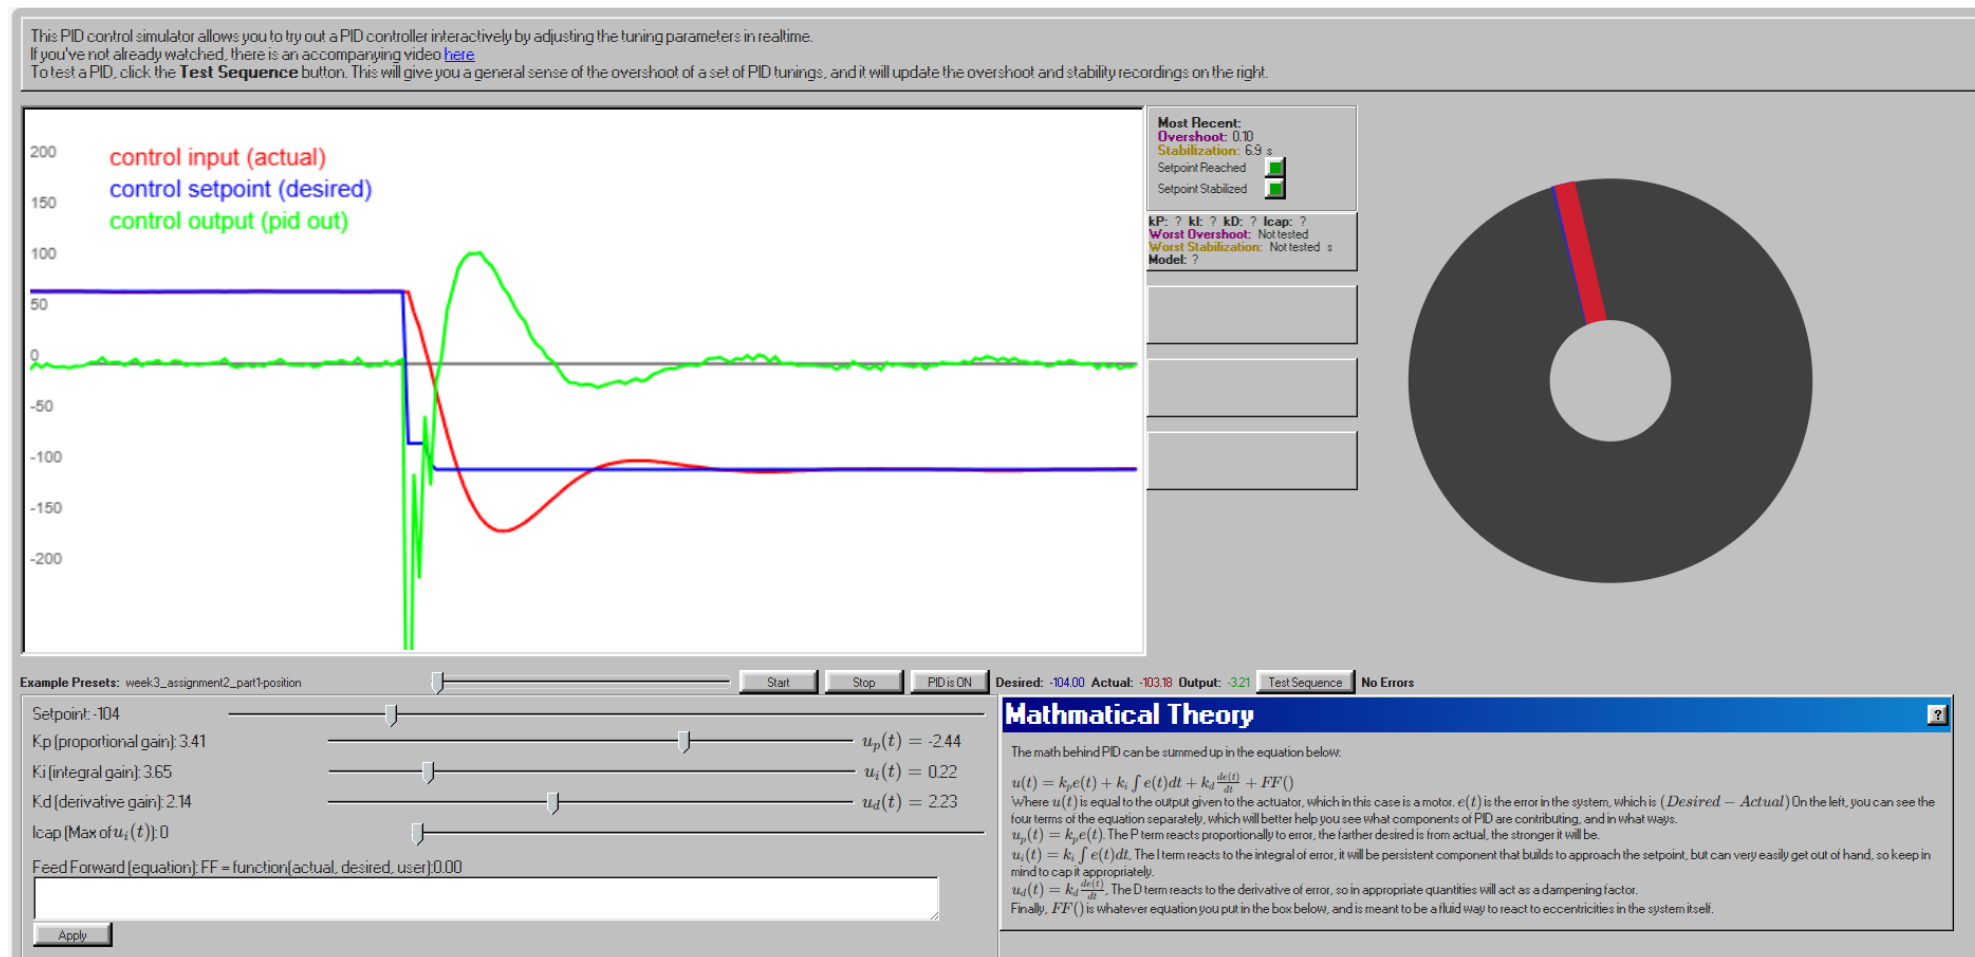 This PID control simulator allows you to try out a PID controller interactively by adjusting the tuning parameters in realtime.
If you've not already watched, there is an accompanying video here
To test a PID, click the Test Sequence button. This will give you a general sense of the overshoot of a set of PID tunings, and it will update the overshoot and stability recordings on the right.
control input (actual)
control setpoint (desired)
control output (pid out)
200
150
100
50
0
-50
-100
-150
-200
Most Recent:
Overshoot: 0.10
Stabilization: 6.9 s
Setpoint Reached
Setpoint Stabilized
kP: ? kI: ? kD: ? Icap: ?
Worst Overshoot: Not tested
Worst Stabilization: Not tested s
Model: ?
Example Presets: week3_assignment2_part1-position
Start
Stop
PID is ON
Desired: -104.00 Actual: -103.18 Output: -3.21
Test Sequence
No Errors
Setpoint: -104
Kp (proportional gain): 3.41
u_p(t) = -2.44
Ki (integral gain): 3.65
u_i(t) = 0.22
Kd (derivative gain): 2.14
u_d(t) = 2.23
Icap (Max of u_i(t)): 0
Feed Forward (equation): FF = function(actual, desired, user):0.00
Apply
Mathmatical Theory
?
The math behind PID can be summed up in the equation below:
u(t) = k_p e(t) + k_i ∫ e(t)dt + k_d de(t)/dt + FF()
Where u(t) is equal to the output given to the actuator, which in this case is a motor. e(t) is the error in the system, which is (Desired − Actual) On the left, you can see the
four terms of the equation separately, which will better help you see what components of PID are contributing, and in what ways.
u_p(t) = k_p e(t). The P term reacts proportionally to error, the farther desired is from actual, the stronger it will be.
u_i(t) = k_i ∫ e(t)dt, The I term reacts to the integral of error, it will be persistent component that builds to approach the setpoint, but can very easily get out of hand, so keep in
mind to cap it appropriately.
u_d(t) = k_d de(t)/dt, The D term reacts to the derivative of error, so in appropriate quantities will act as a dampening factor.
Finally, FF() is whatever equation you put in the box below, and is meant to be a fluid way to react to eccentricities in the system itself.